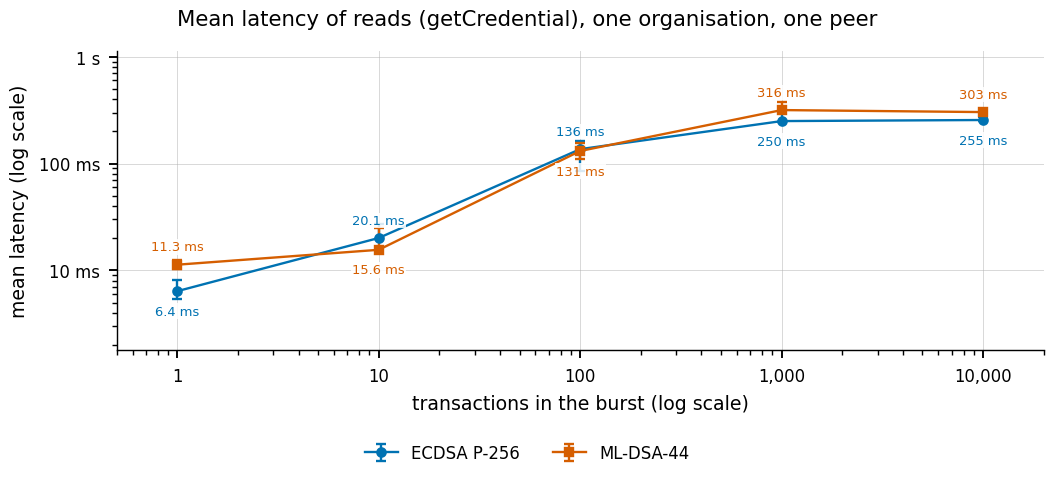 Mean latency of reads (getCredential), one organisation, one peer
mean latency (log scale)
1 s
100 ms
10 ms
11.3 ms
6.4 ms
20.1 ms
15.6 ms
136 ms
131 ms
316 ms
250 ms
303 ms
255 ms
1
10
100
1,000
10,000
transactions in the burst (log scale)
ECDSA P-256
ML-DSA-44